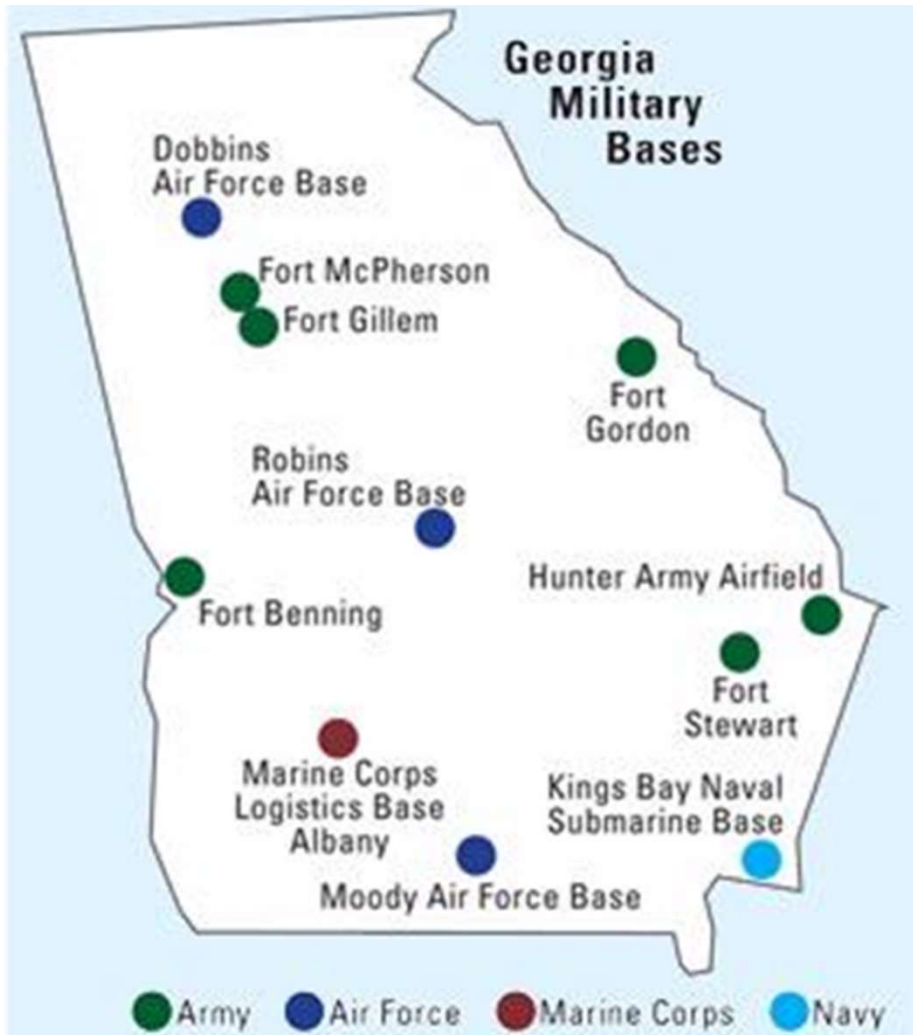 Georgia
Military
Bases
Dobbins
Air Force Base
Fort McPherson
Fort Gillem
Fort
Gordon
Robins
Air Force Base
Hunter Army Airfield
Fort Benning
Fort
Stewart
Marine Corps
Logistics Base
Albany
Kings Bay Naval
Submarine Base
Moody Air Force Base
Army Air Force Marine Corps Navy